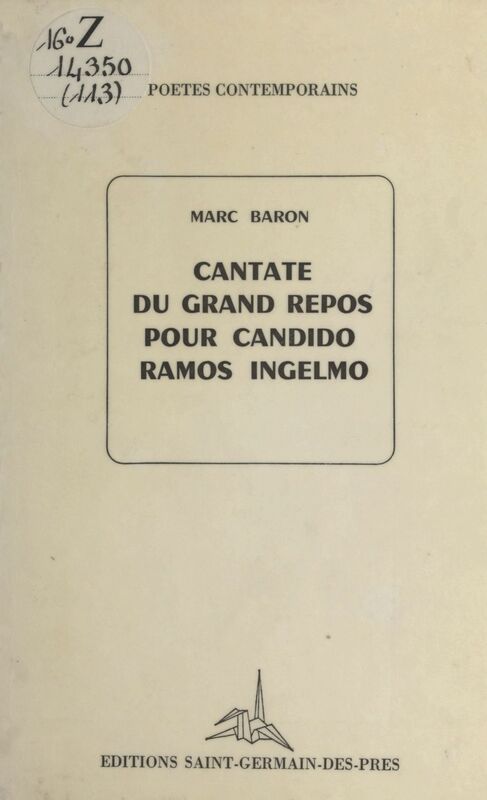 16° Z
14350
(113)
POETES CONTEMPORAINS
MARC BARON
CANTATE
DU GRAND REPOS
POUR CANDIDO
RAMOS INGELMO
EDITIONS SAINT-GERMAIN-DES-PRES